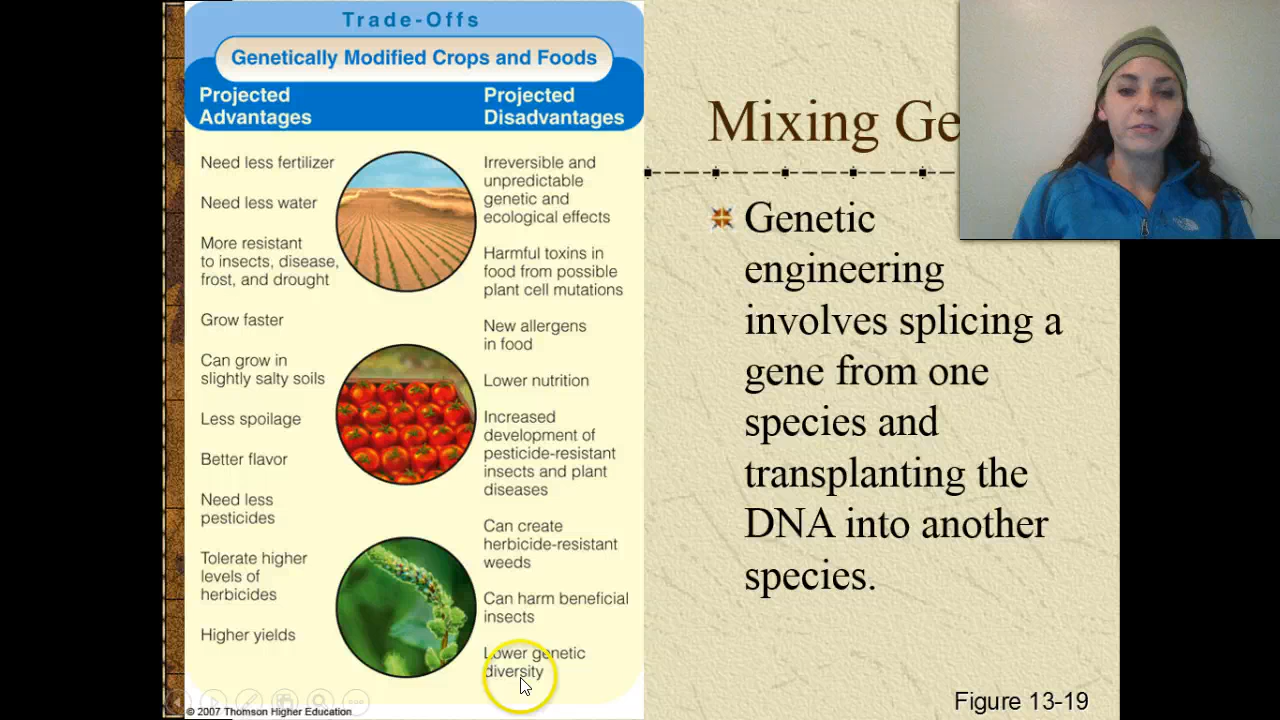 Trade-Offs
Genetically Modified Crops and Foods
Projected
Advantages
Need less fertilizer
Need less water
More resistant
to insects, disease,
frost, and drought
Grow faster
Can grow in
slightly salty soils
Less spoilage
Better flavor
Need less
pesticides
Tolerate higher
levels of
herbicides
Higher yields
Projected
Disadvantages
Irreversible and
unpredictable
genetic and
ecological effects
Harmful toxins in
food from possible
plant cell mutations
New allergens
in food
Lower nutrition
Increased
development of
pesticide-resistant
insects and plant
diseases
Can create
herbicide-resistant
weeds
Can harm beneficial
insects
Lower genetic
diversity
© 2007 Thomson Higher Education
Mixing Ge
Genetic
engineering
involves splicing a
gene from one
species and
transplanting the
DNA into another
species.
Figure 13-19